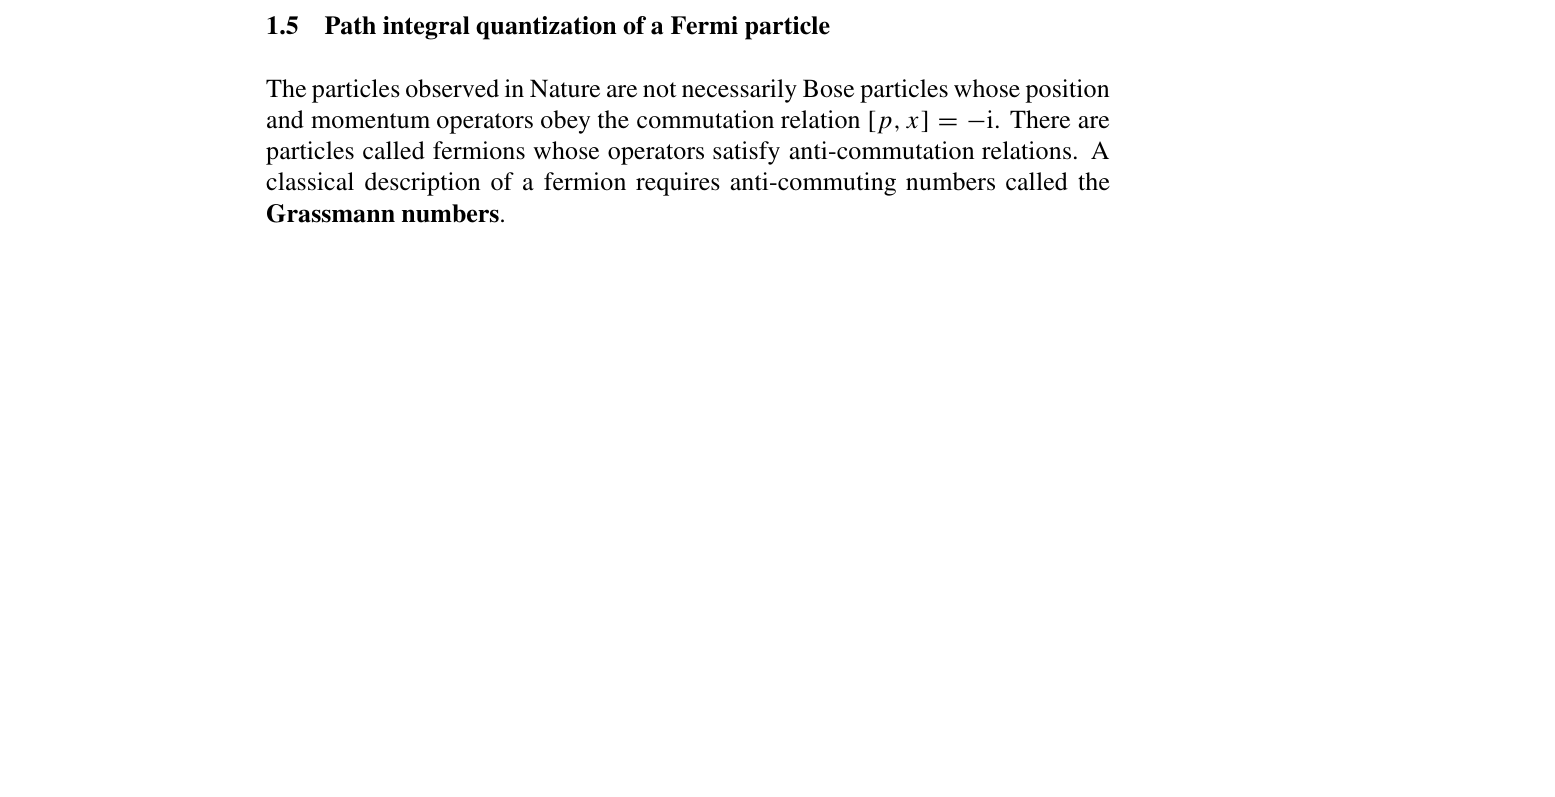 1.5 Path integral quantization of a Fermi particle
The particles observed in Nature are not necessarily Bose particles whose position
and momentum operators obey the commutation relation [p, x] = −i. There are
particles called fermions whose operators satisfy anti-commutation relations. A
classical description of a fermion requires anti-commuting numbers called the
Grassmann numbers.